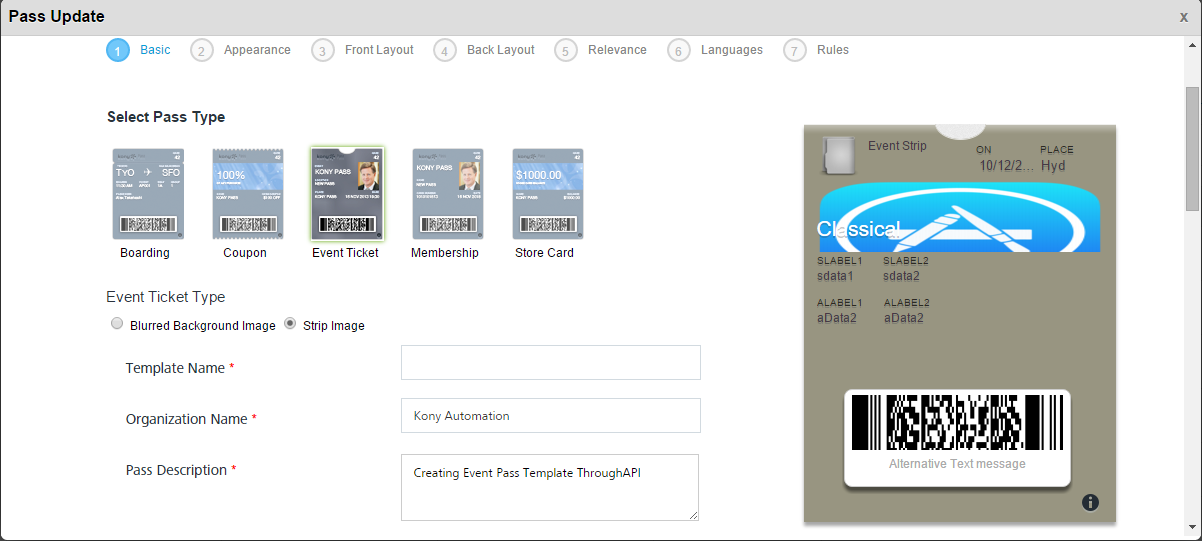 Pass Update
x
1 Basic 2 Appearance 3 Front Layout 4 Back Layout 5 Relevance 6 Languages 7 Rules
Select Pass Type
TYO SFO
100%
KONY PASS
KONY PASS
$1000.00
Boarding Coupon Event Ticket Membership Store Card
Event Ticket Type
Blurred Background Image Strip Image
Template Name *
Organization Name * Kony Automation
Pass Description * Creating Event Pass Template ThroughAPI
Event Strip ON PLACE
10/12/2... Hyd
Classical
SLABEL1 SLABEL2
sdata1 sdata2
ALABEL1 ALABEL2
aData2 aData2
Alternative Text message